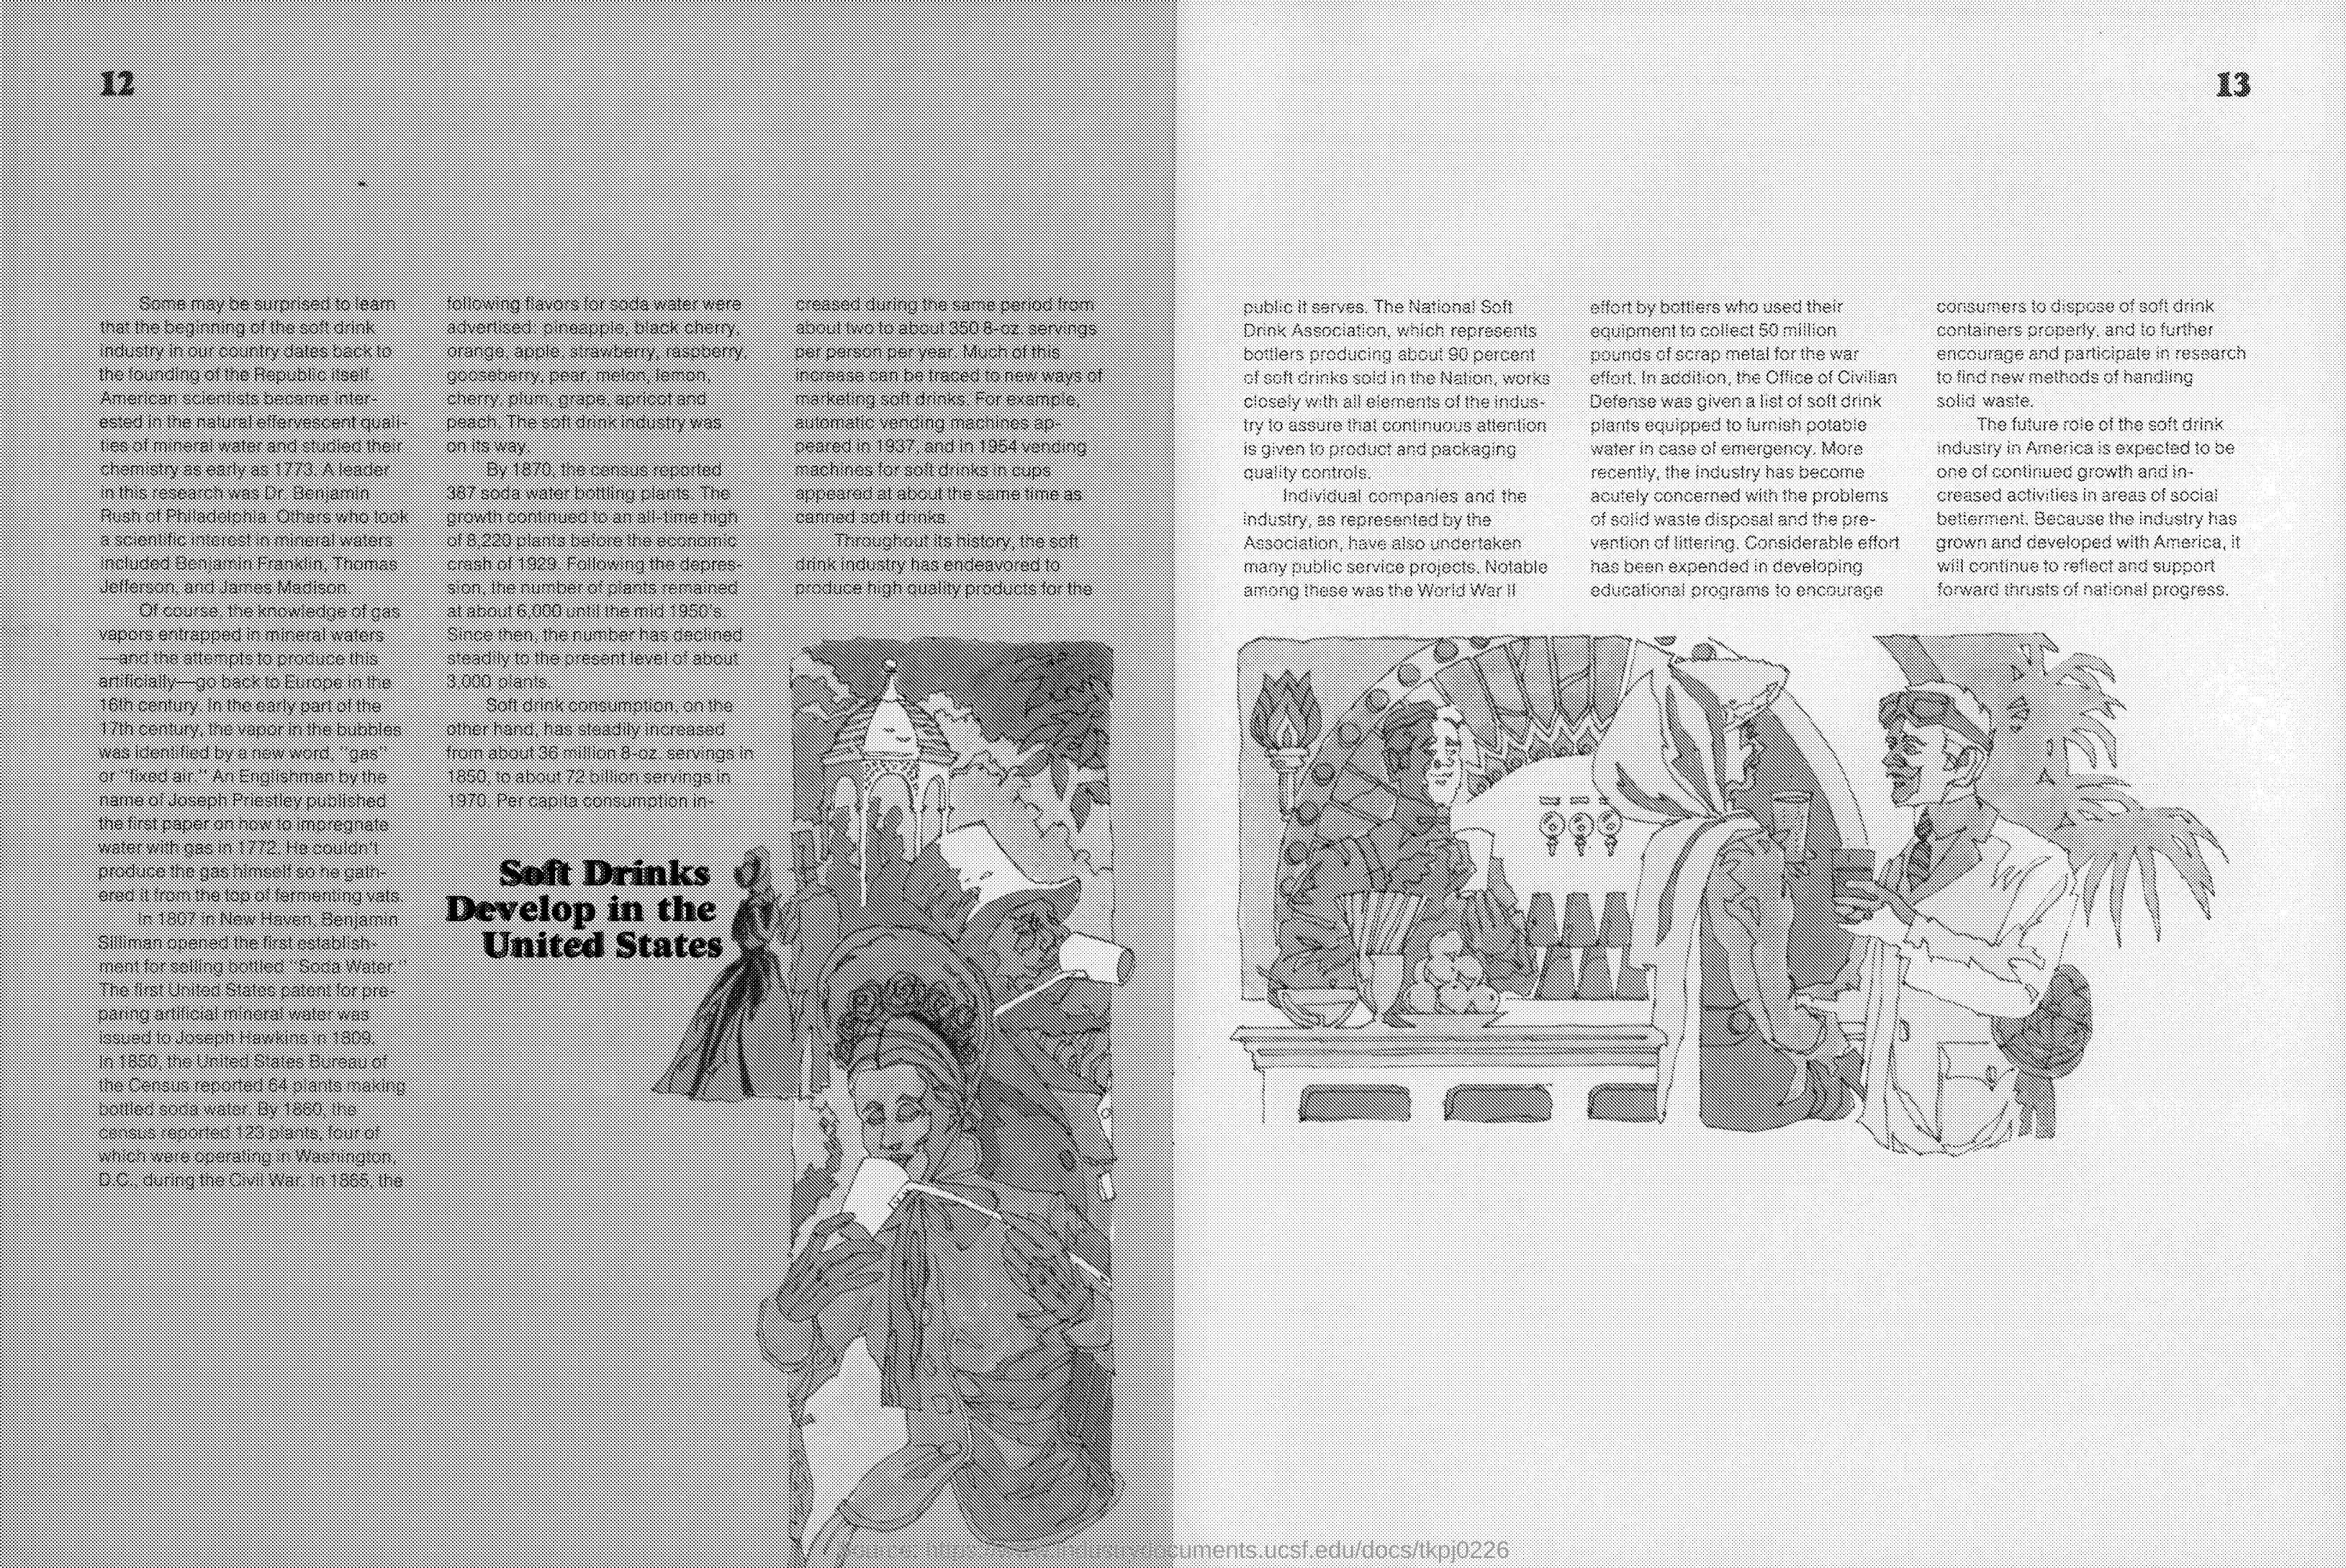 12
Some may be surprised to learn
that the beginning of the soft drink
industry in our country dates back to
the founding of the Republic itself.
American scientists became inter-
ested in the natural effervescent quali-
ties of mineral water and studied their
chemistry as early as 1773. A leader
in this research was Dr. Benjamin
Rush of Philadelphia. Others who took
a scientific interest in mineral waters
included Benjamin Franklin, Thomas
Jefferson, and James Madison.
Of course, the knowledge of gas
vapors entrapped in mineral waters
—and the attempts to produce this
artificially—go back to Europe in the
16th century. In the early part of the
17th century, the vapor in the bubbles
was identified by a new word, "gas"
or "fixed air." An Englishman by the
name of Joseph Priestley published
the first paper on how to impregnate
water with gas in 1772. He couldn't
produce the gas himself so he gath-
ered it from the top of fermenting vats.
In 1807 in New Haven, Benjamin
Silliman opened the first establish-
ment for selling bottled "Soda Water."
The first United States patent for pre-
paring artificial mineral water was
issued to Joseph Hawkins in 1809.
In 1850, the United States Bureau of
the Census reported 64 plants making
bottled soda water. By 1860, the
census reported 123 plants, four of
which were operating in Washington,
D.C., during the Civil War. In 1865, the
following flavors for soda water were
advertised: pineapple, black cherry,
orange, apple, strawberry, raspberry,
gooseberry, pear, melon, lemon,
cherry, plum, grape, apricot and
peach. The soft drink industry was
on its way.
By 1870, the census reported
387 soda water bottling plants. The
growth continued to an all-time high
of 8,220 plants before the economic
crash of 1929. Following the depres-
sion, the number of plants remained
at about 6,000 until the mid 1950's.
Since then, the number has declined
steadily to the present level of about
3,000 plants.
Soft drink consumption, on the
other hand, has steadily increased
from about 36 million 8-oz. servings in
1850, to about 72 billion servings in
1970. Per capita consumption in-
Soft Drinks
Develop in the
United States
creased during the same period from
about two to about 350 8-oz. servings
per person per year. Much of this
increase can be traced to new ways of
marketing soft drinks. For example,
automatic vending machines ap-
peared in 1937, and in 1954 vending
machines for soft drinks in cups
appeared at about the same time as
canned soft drinks.
Throughout its history, the soft
drink industry has endeavored to
produce high quality products for the
13
public it serves. The National Soft
Drink Association, which represents
bottlers producing about 90 percent
of soft drinks sold in the Nation, works
closely with all elements of the indus-
try to assure that continuous attention
is given to product and packaging
quality controls.
Individual companies and the
industry, as represented by the
Association, have also undertaken
many public service projects. Notable
among these was the World War II
effort by bottlers who used their
equipment to collect 50 million
pounds of scrap metal for the war
effort. In addition, the Office of Civilian
Defense was given a list of soft drink
plants equipped to furnish potable
water in case of emergency. More
recently, the industry has become
acutely concerned with the problems
of solid waste disposal and the pre-
vention of littering. Considerable effort
has been expended in developing
educational programs to encourage
consumers to dispose of soft drink
containers properly, and to further
encourage and participate in research
to find new methods of handling
solid waste.
The future role of the soft drink
industry in America is expected to be
one of continued growth and in-
creased activities in areas of social
betterment. Because the industry has
grown and developed with America, it
will continue to reflect and support
forward thrusts of national progress.
Source: https://www.industrydocuments.ucsf.edu/docs/tkpj0226